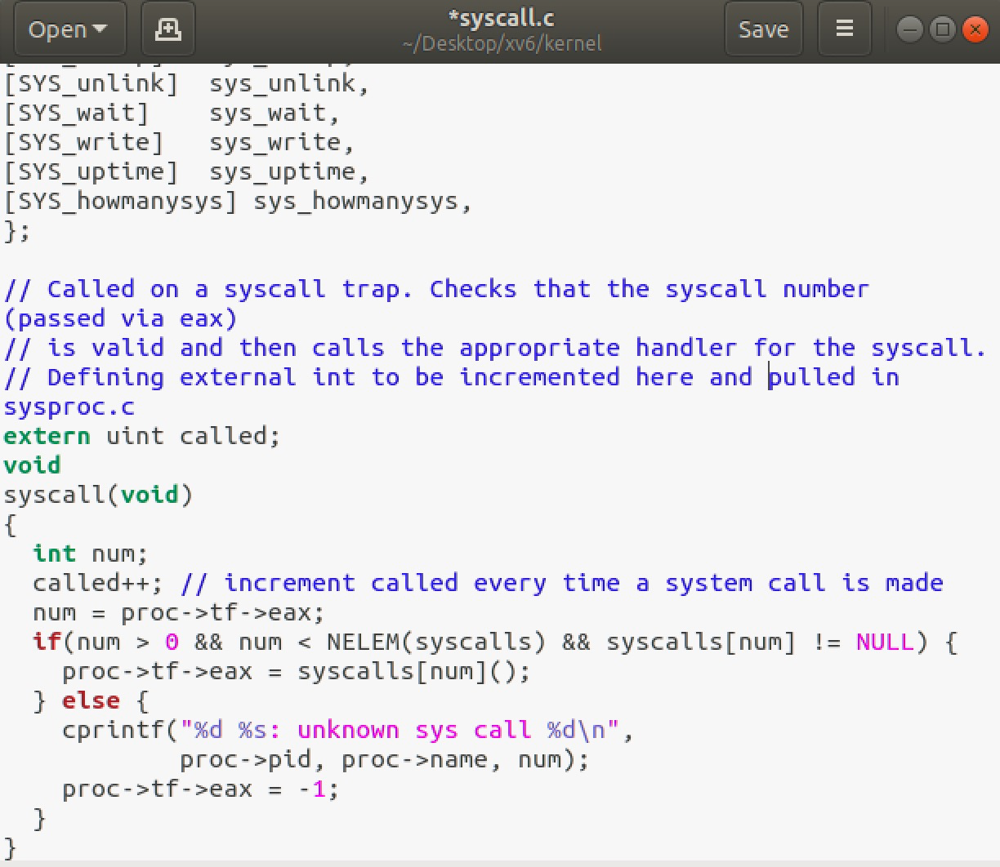 Open
*syscall.c
~/Desktop/xv6/kernel
Save
[SYS_unlink]  sys_unlink,
[SYS_wait]    sys_wait,
[SYS_write]   sys_write,
[SYS_uptime]  sys_uptime,
[SYS_howmanysys] sys_howmanysys,
};

// Called on a syscall trap. Checks that the syscall number
(passed via eax)
// is valid and then calls the appropriate handler for the syscall.
// Defining external int to be incremented here and pulled in
sysproc.c
extern uint called;
void
syscall(void)
{
  int num;
  called++; // increment called every time a system call is made
  num = proc->tf->eax;
  if(num > 0 && num < NELEM(syscalls) && syscalls[num] != NULL) {
    proc->tf->eax = syscalls[num]();
  } else {
    cprintf("%d %s: unknown sys call %d\n",
            proc->pid, proc->name, num);
    proc->tf->eax = -1;
  }
}